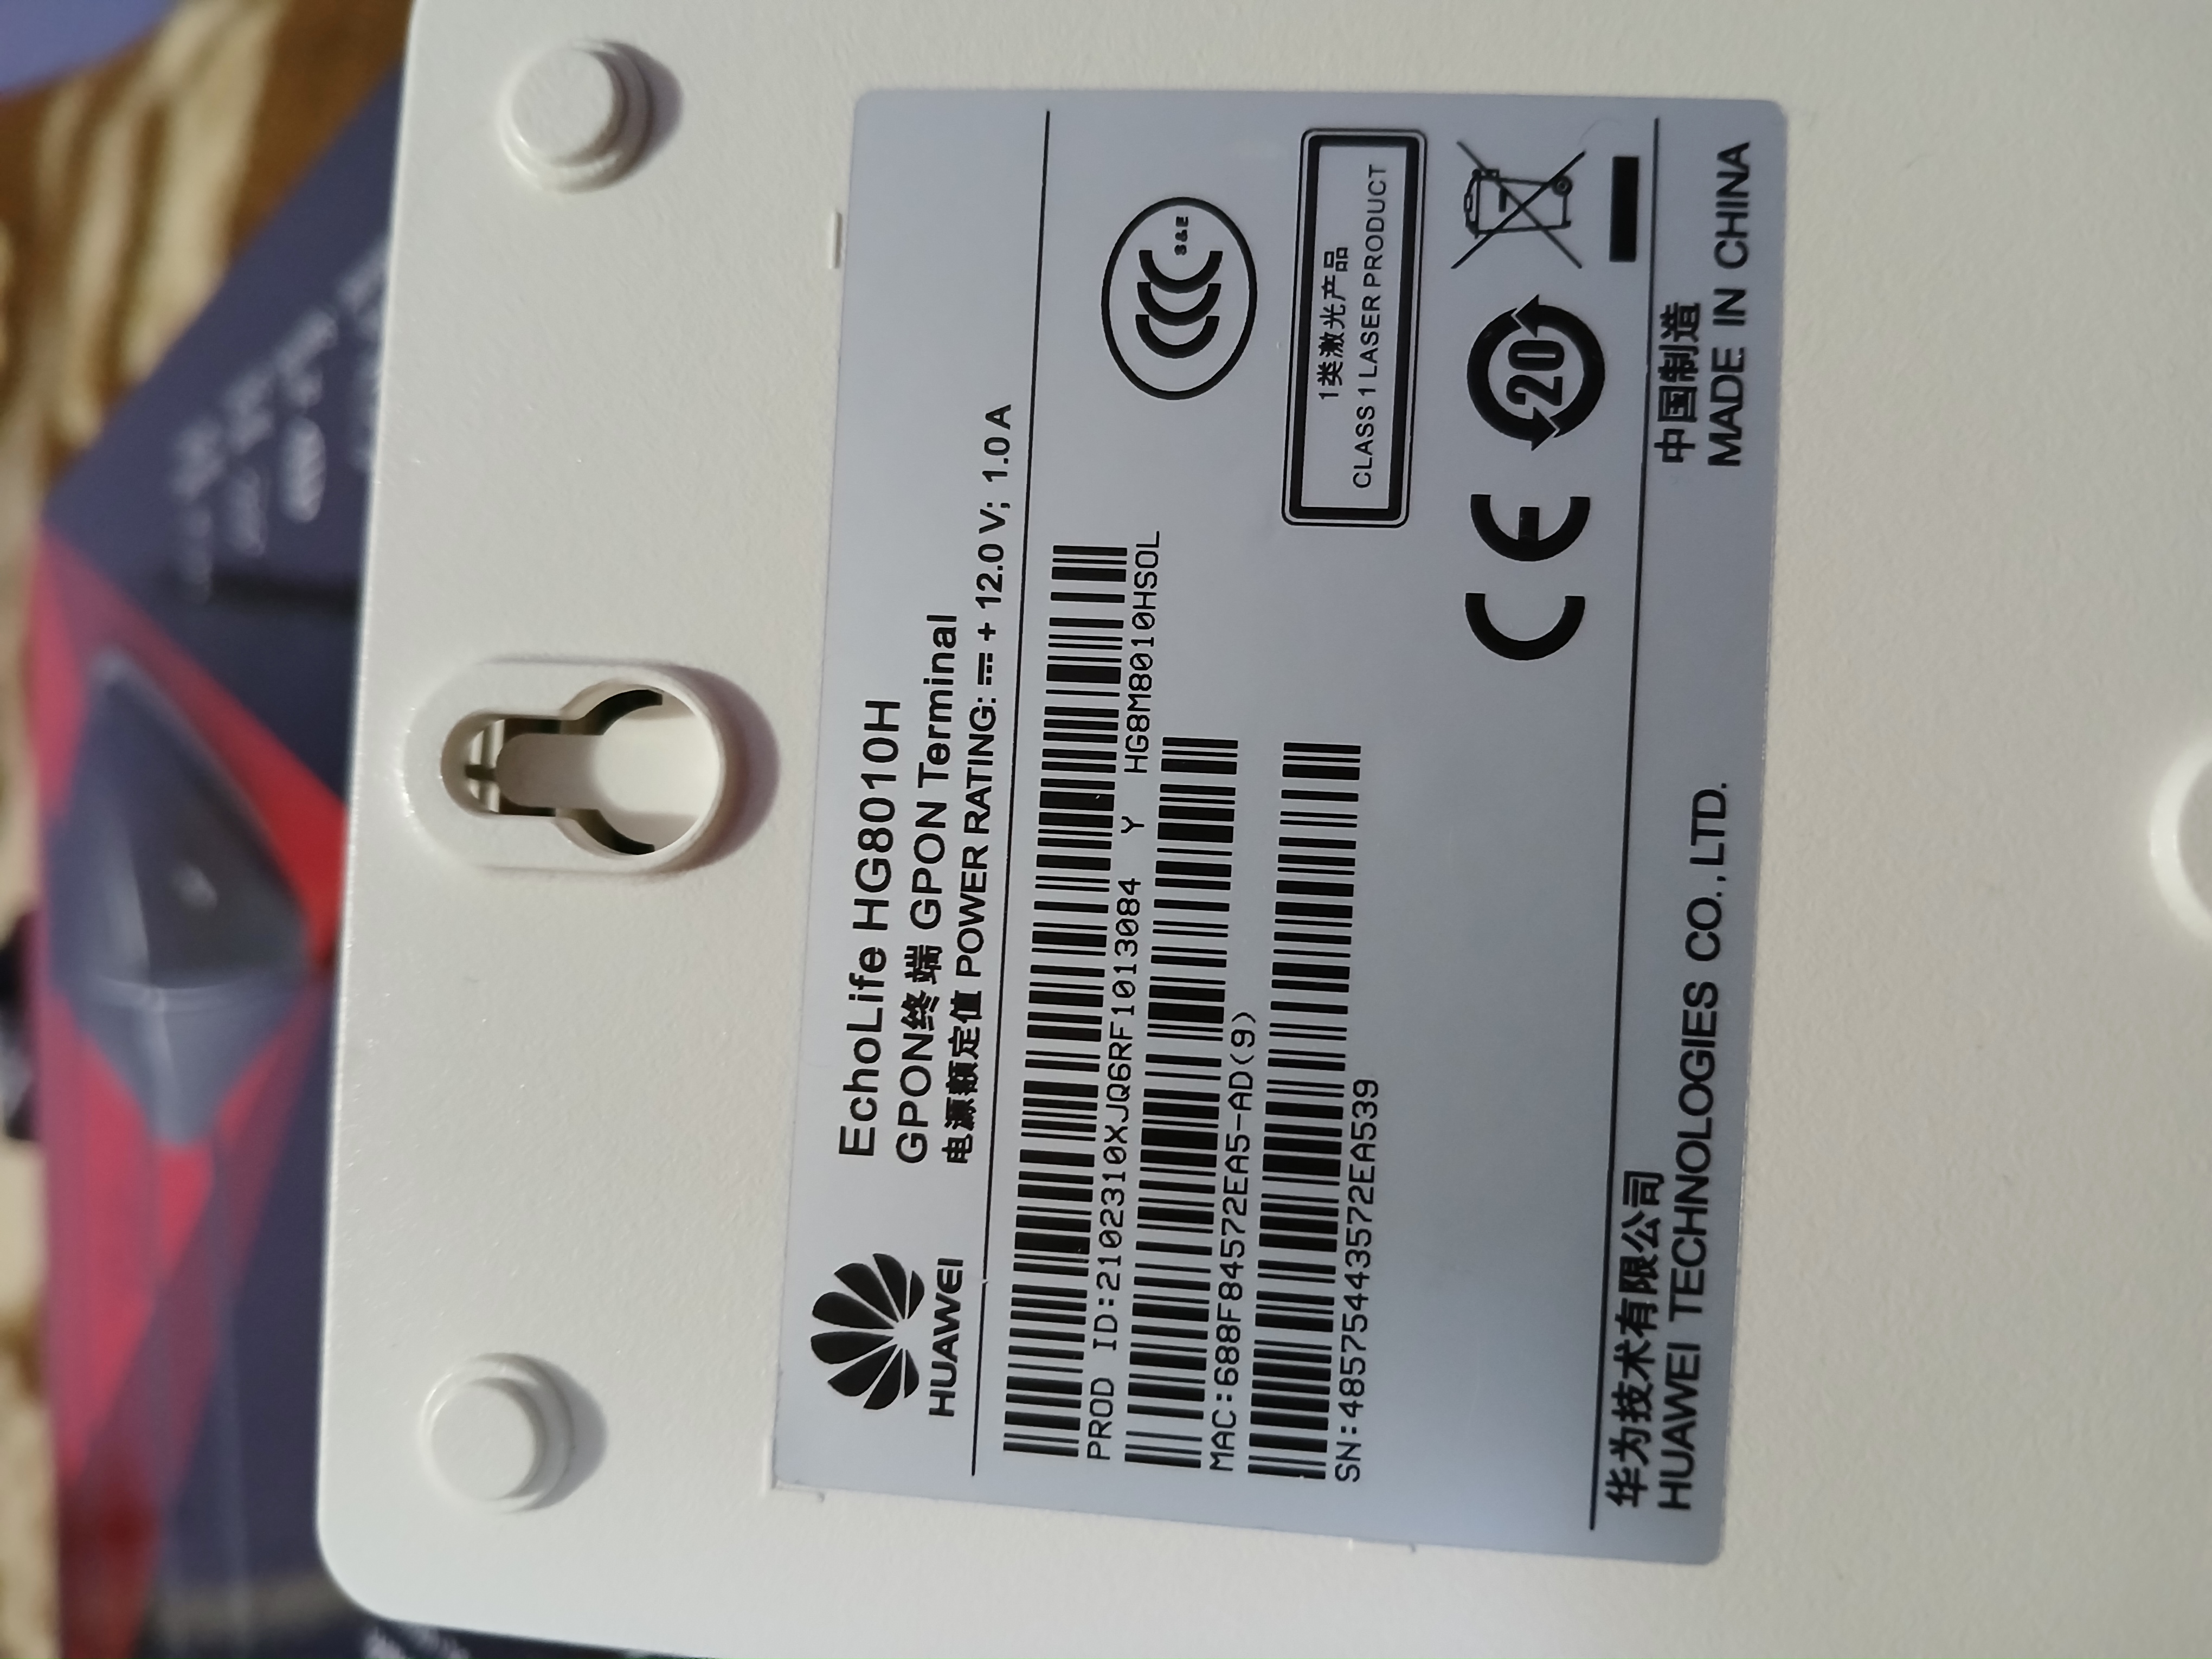 HUAWEI
EchoLife HG8010H
GPON终端 GPON Terminal
电源额定值 POWER RATING: ⎓ + 12.0 V; 1.0 A
PROD ID:2102310XJQ6RF1013084 Y HG8M8010HSOL
MAC:688F84572EA5-AD(9)
SN:48575443572EA539
S&E
1类激光产品
CLASS 1 LASER PRODUCT
CE
20
华为技术有限公司
中国制造
HUAWEI TECHNOLOGIES CO.,LTD.
MADE IN CHINA